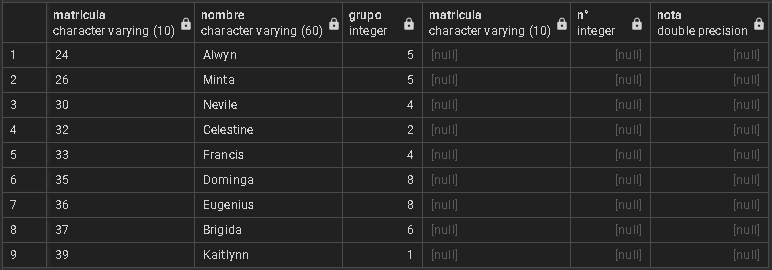 matricula nombre grupo matricula n° nota
character varying (10) character varying (60) integer character varying (10) integer double precision
1 24 Alwyn 5 [null] [null] [null]
2 26 Minta 5 [null] [null] [null]
3 30 Nevile 4 [null] [null] [null]
4 32 Celestine 2 [null] [null] [null]
5 33 Francis 4 [null] [null] [null]
6 35 Dominga 8 [null] [null] [null]
7 36 Eugenius 8 [null] [null] [null]
8 37 Brigida 6 [null] [null] [null]
9 39 Kaitlynn 1 [null] [null] [null]